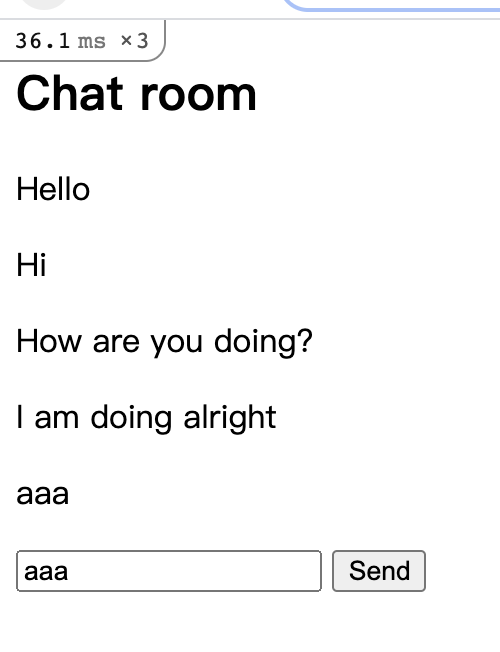 36.1 ms ×3
Chat room
Hello
Hi
How are you doing?
I am doing alright
aaa
aaa Send